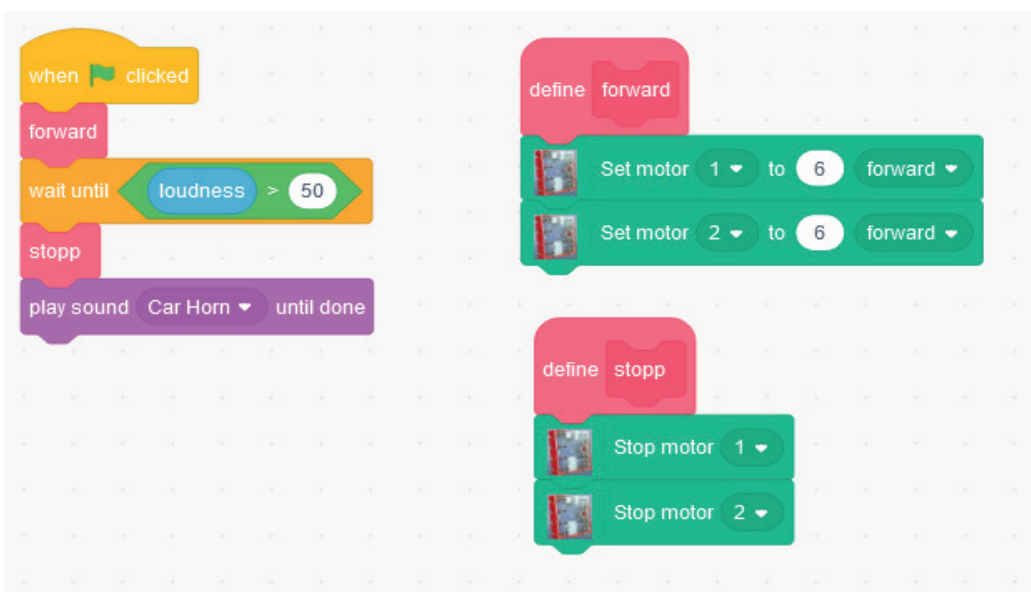 when clicked
forward
wait until loudness > 50
stopp
play sound Car Horn until done
define forward
Set motor 1 to 6 forward
Set motor 2 to 6 forward
define stopp
Stop motor 1
Stop motor 2